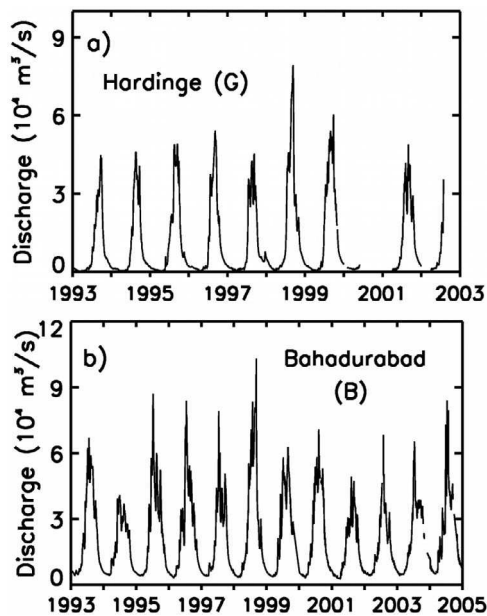 a)
Hardinge (G)
Discharge (10⁴ m³/s)
9
6
3
0
1993 1995 1997 1999 2001 2003
b)
Bahadurabad
(B)
Discharge (10⁴ m³/s)
12
9
6
3
0
1993 1995 1997 1999 2001 2003 2005